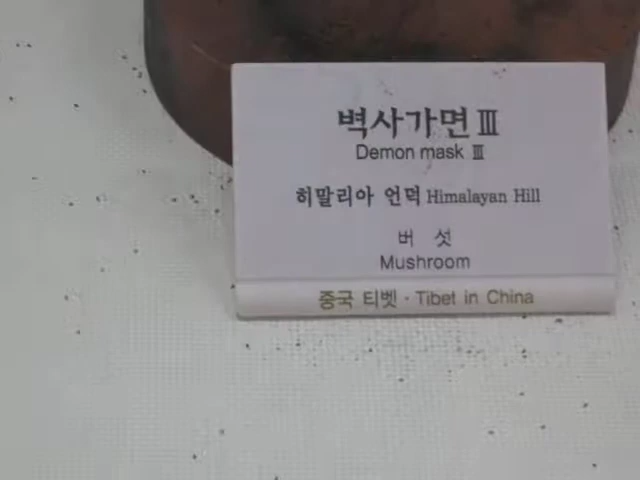 벽사가면 Ⅲ
Demon mask Ⅲ
히말리아 언덕 Himalayan Hill
버 섯
Mushroom
중국 티벳 · Tibet in China